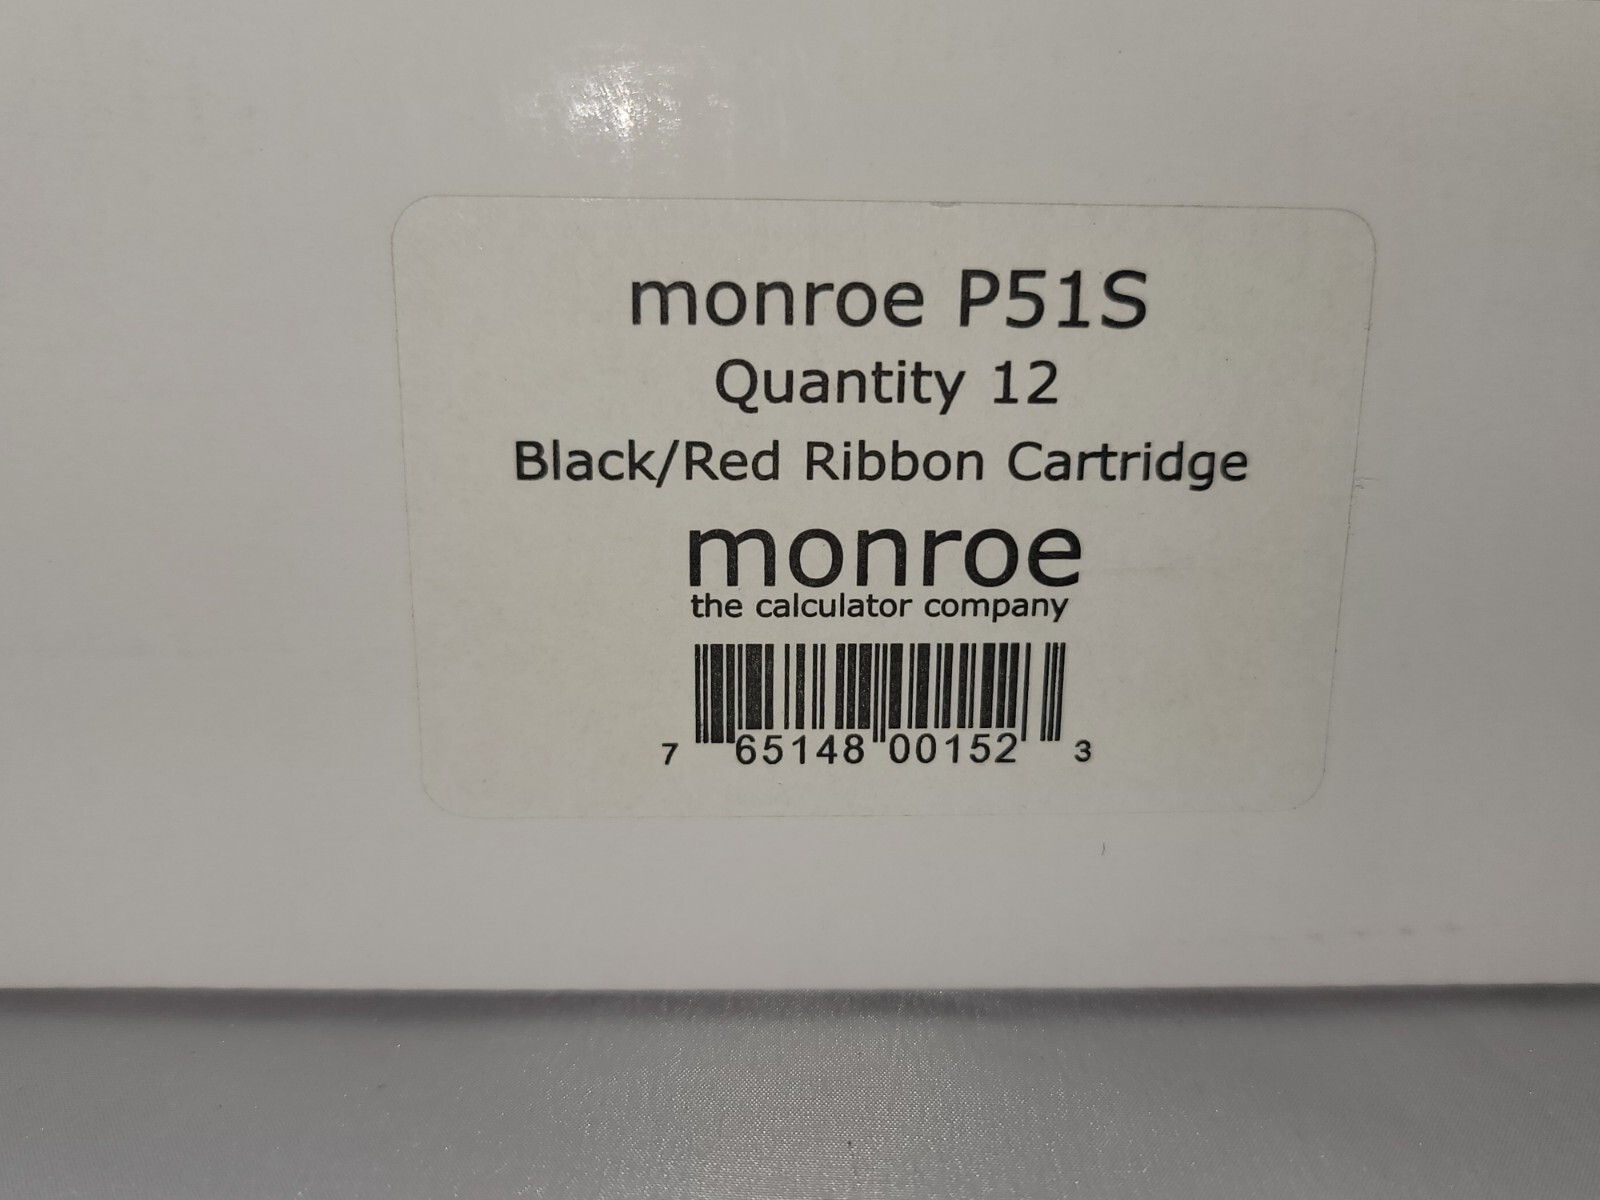 monroe P51S
Quantity 12
Black/Red Ribbon Cartridge
monroe
the calculator company
7 65148 00152 3